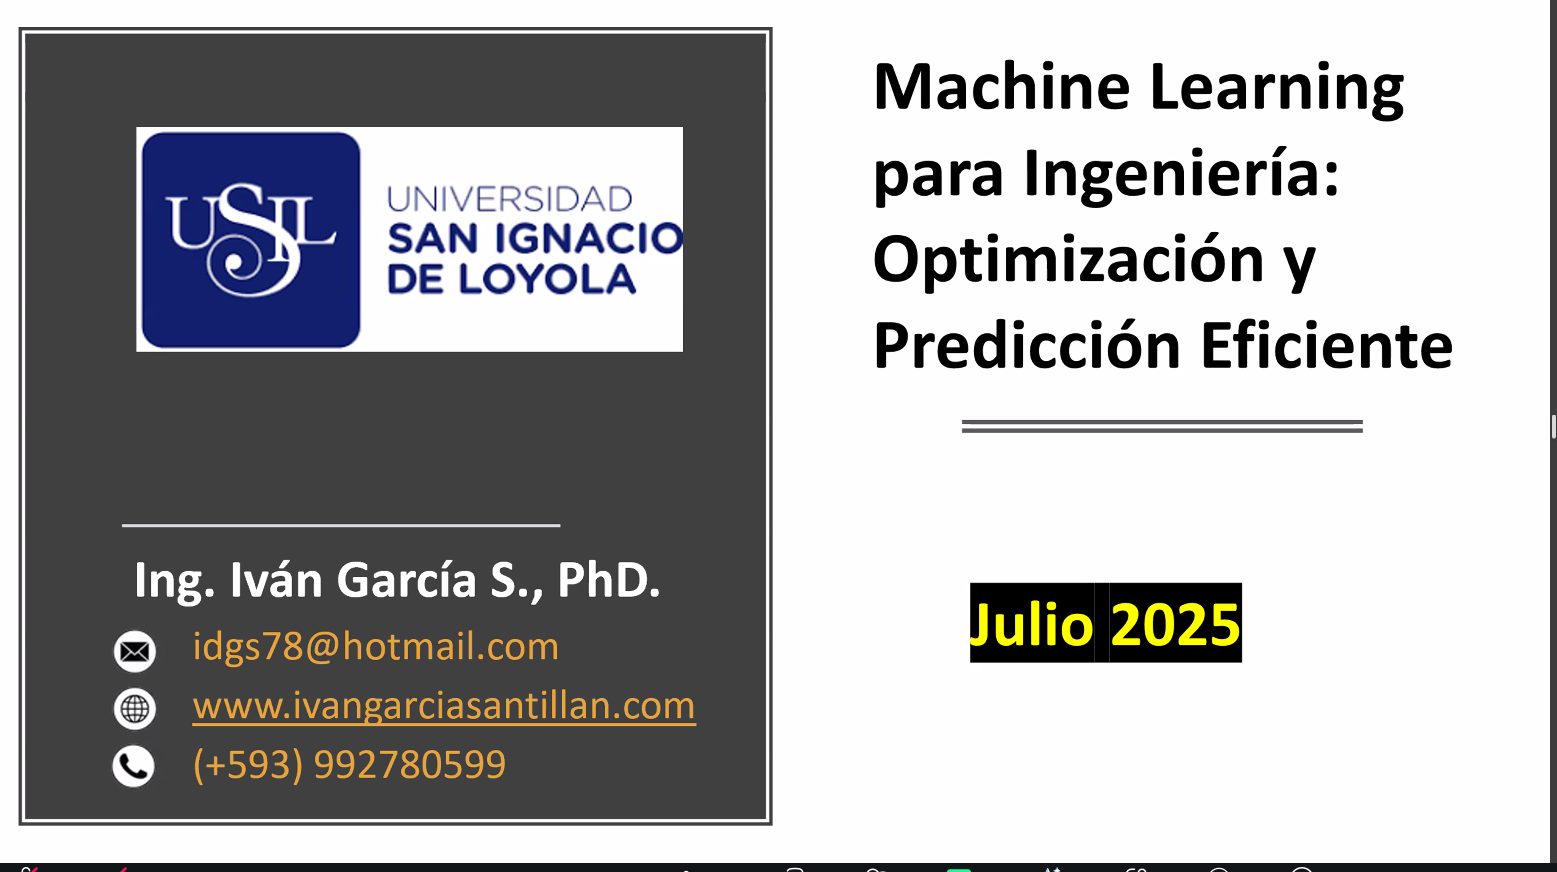 USIL
UNIVERSIDAD
SAN IGNACIO
DE LOYOLA
Ing. Iván García S., PhD.
idgs78@hotmail.com
www.ivangarciasantillan.com
(+593) 992780599
Machine Learning
para Ingeniería:
Optimización y
Predicción Eficiente
Julio 2025